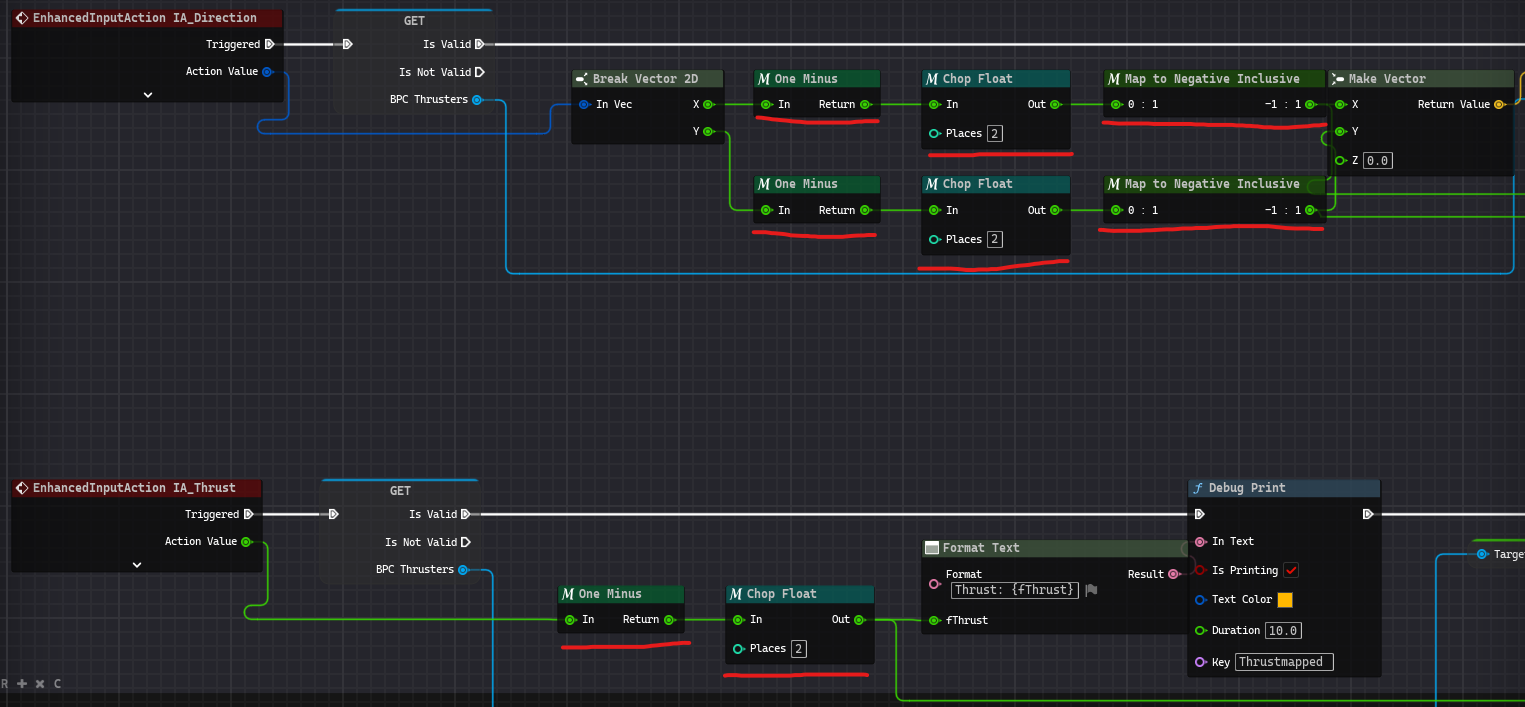 EnhancedInputAction IA_Direction
Triggered
Action Value
GET
Is Valid
Is Not Valid
BPC Thrusters
Break Vector 2D
In Vec
X
Y
One Minus
In Return
Chop Float
In Out
Places 2
Map to Negative Inclusive
0 : 1 -1 : 1
Make Vector
X Return Value
Y
Z 0.0
One Minus
In Return
Chop Float
In Out
Places 2
Map to Negative Inclusive
0 : 1 -1 : 1
EnhancedInputAction IA_Thrust
Triggered
Action Value
GET
Is Valid
Is Not Valid
BPC Thrusters
One Minus
In Return
Chop Float
In Out
Places 2
Format Text
Format Result
Thrust: {fThrust}
fThrust
Debug Print
In Text
Is Printing
Text Color
Duration 10.0
Key Thrustmapped
Targe
R + x C